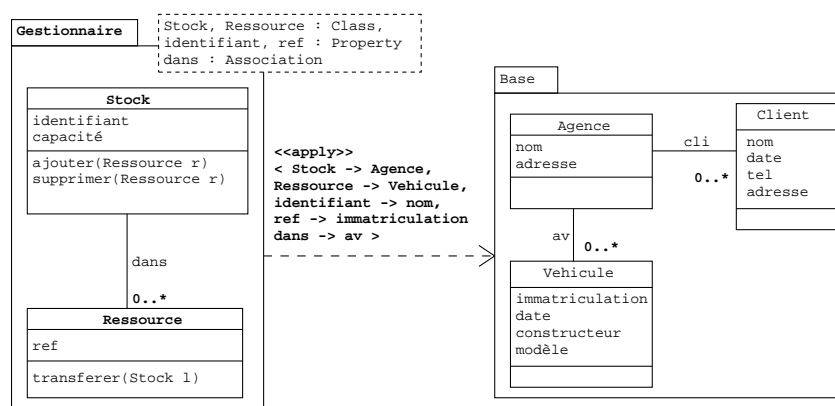 Gestionnaire
Stock, Ressource : Class,
identifiant, ref : Property
dans : Association
Stock
identifiant
capacité
ajouter(Ressource r)
supprimer(Ressource r)
dans
0..*
Ressource
ref
transferer(Stock l)
<<apply>>
< Stock -> Agence,
Ressource -> Vehicule,
identifiant -> nom,
ref -> immatriculation
dans -> av >
Base
Agence
nom
adresse
cli
0..*
Client
nom
date
tel
adresse
av
0..*
Vehicule
immatriculation
date
constructeur
modèle